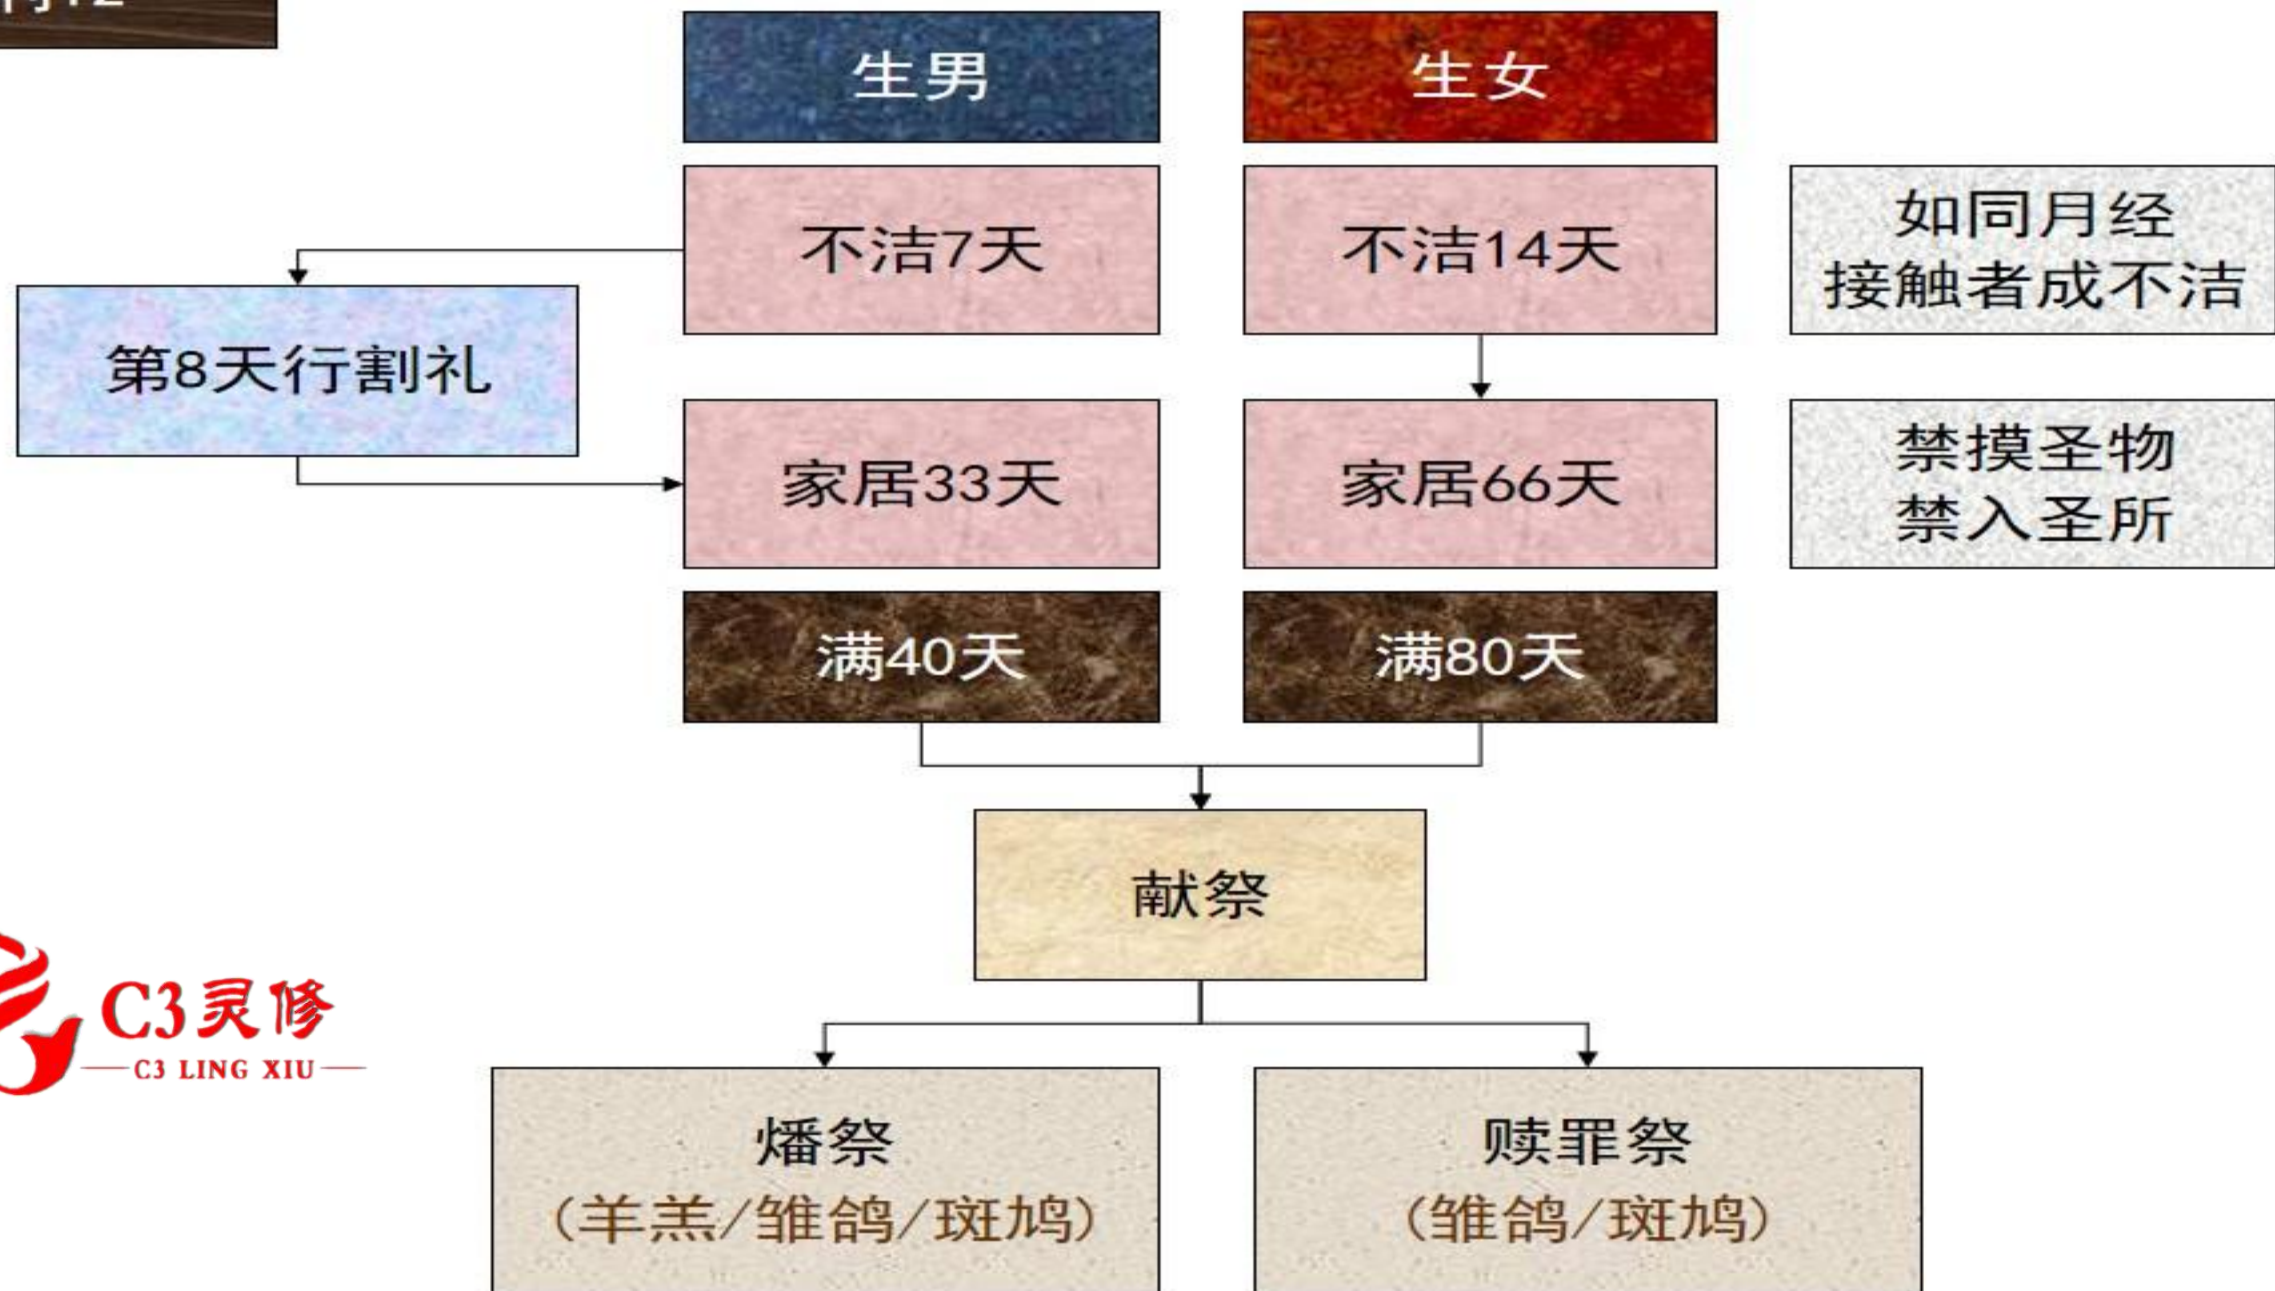 生男
生女
不洁7天
不洁14天
如同月经
接触者成不洁
第8天行割礼
家居33天
家居66天
禁摸圣物
禁入圣所
满40天
满80天
献祭
C3灵修
C3 LING XIU
燔祭
(羊羔/雏鸽/斑鸠)
赎罪祭
(雏鸽/斑鸠)